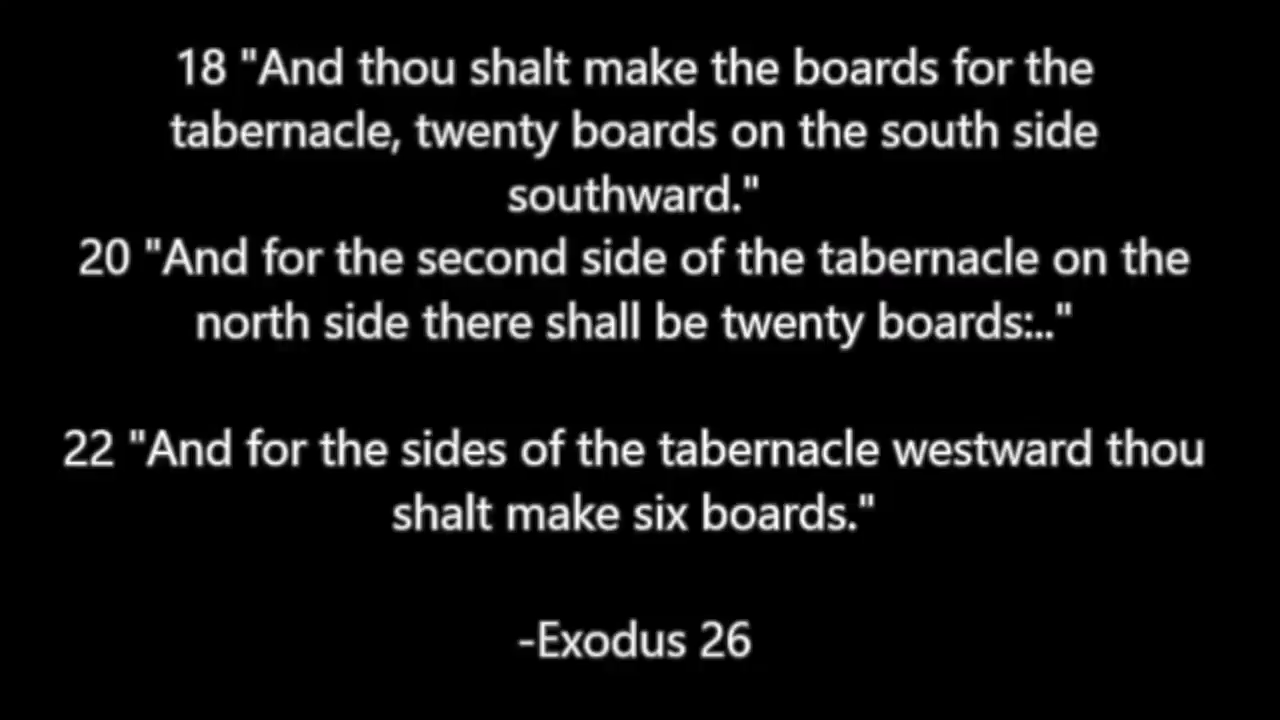 18 "And thou shalt make the boards for the
tabernacle, twenty boards on the south side
southward."
20 "And for the second side of the tabernacle on the
north side there shall be twenty boards:.."
22 "And for the sides of the tabernacle westward thou
shalt make six boards."
-Exodus 26